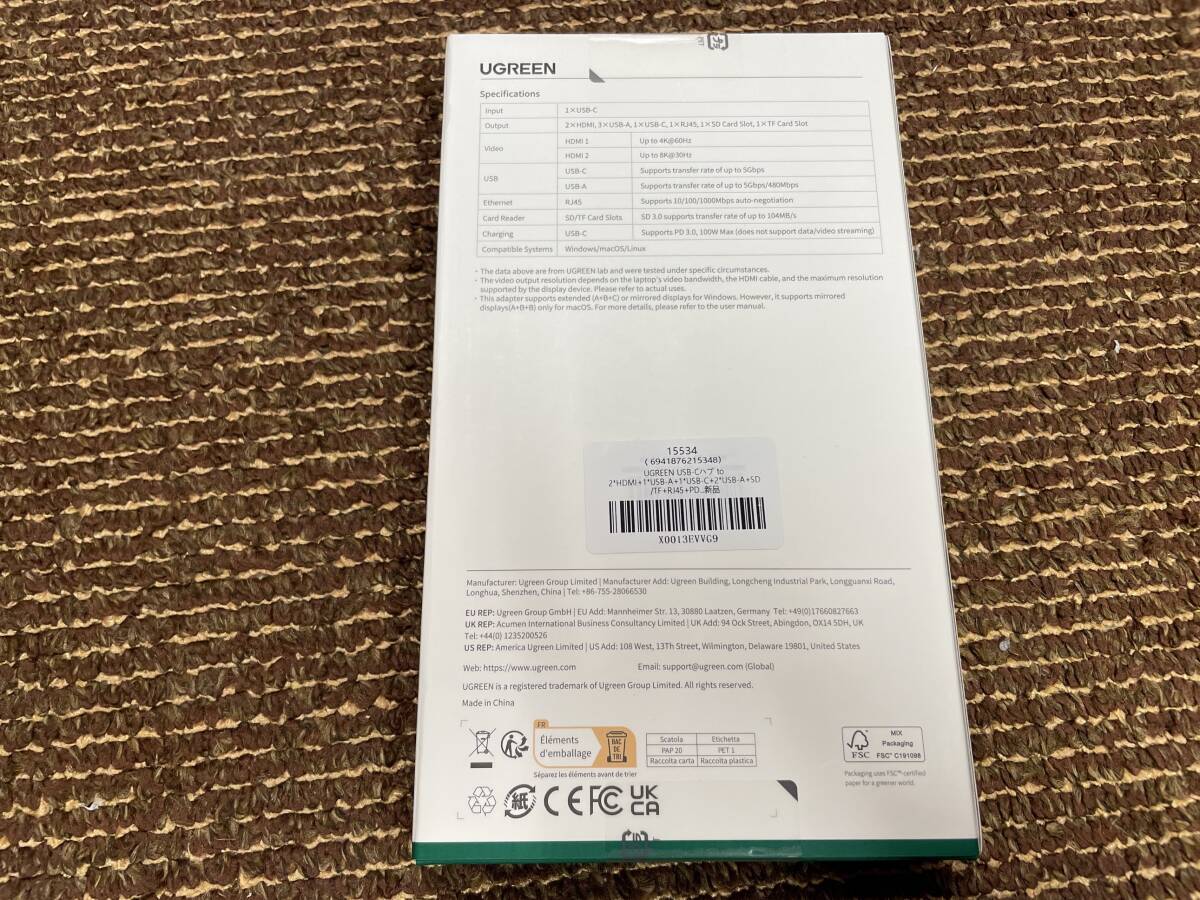 UGREEN
Specifications
Input 1×USB-C
Output 2×HDMI, 3×USB-A, 1×USB-C, 1×RJ45, 1×SD Card Slot, 1×TF Card Slot
Video HDMI 1 Up to 4K@60Hz
HDMI 2 Up to 8K@30Hz
USB USB-C Supports transfer rate of up to 5Gbps
USB-A Supports transfer rate of up to 5Gbps/480Mbps
Ethernet RJ45 Supports 10/100/1000Mbps auto-negotiation
Card Reader SD/TF Card Slots SD 3.0 supports transfer rate of up to 104MB/s
Charging USB-C Supports PD 3.0, 100W Max (does not support data/video streaming)
Compatible Systems Windows/macOS/Linux
· The data above are from UGREEN lab and were tested under specific circumstances.
· The video output resolution depends on the laptop's video bandwidth, the HDMI cable, and the maximum resolution
supported by the display device. Please refer to actual uses.
· This adapter supports extended (A+B+C) or mirrored displays for Windows. However, it supports mirrored
displays(A+B+B) only for macOS. For more details, please refer to the user manual.
15534
(6941876215348)
UGREEN USB-Cハブ to
2*HDMI+1*USB-A+1*USB-C+2*USB-A+SD
/TF+RJ45+PD...新品
X0013EVVG9
Manufacturer: Ugreen Group Limited | Manufacturer Add: Ugreen Building, Longcheng Industrial Park, Longguanxi Road,
Longhua, Shenzhen, China | Tel: +86-755-28066530
EU REP: Ugreen Group GmbH | EU Add: Mannheimer Str. 13, 30880 Laatzen, Germany Tel: +49(0)17660827663
UK REP: Acumen International Business Consultancy Limited | UK Add: 94 Ock Street, Abingdon, OX14 5DH, UK
Tel: +44(0) 1235200526
US REP: America Ugreen Limited | US Add: 108 West, 13Th Street, Wilmington, Delaware 19801, United States
Web: https://www.ugreen.com Email: support@ugreen.com (Global)
UGREEN is a registered trademark of Ugreen Group Limited. All rights reserved.
Made in China
FR
Éléments
d'emballage
BAC
DE
TRI
Séparez les éléments avant de trier
Scatola Etichetta
PAP 20 PET 1
Raccolta carta Raccolta plastica
FSC
MIX
Packaging
FSC™ C191098
Packaging uses FSC™-certified
paper for a greener world.
紙 CE FC UK
CA